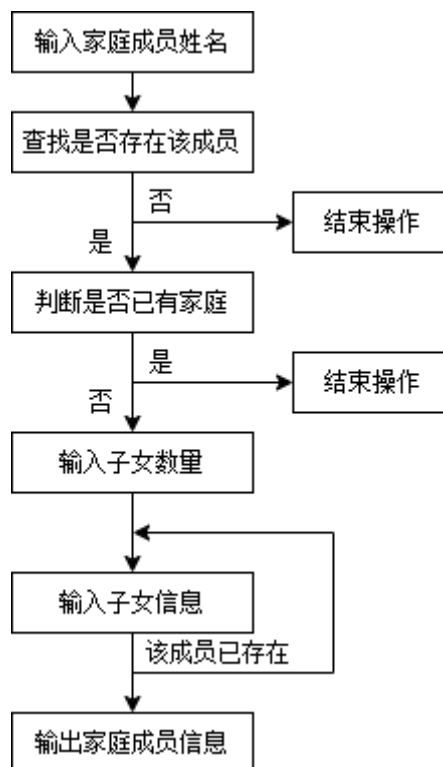 输入家庭成员姓名
查找是否存在该成员
否
结束操作
是
判断是否已有家庭
是
结束操作
否
输入子女数量
输入子女信息
该成员已存在
输出家庭成员信息